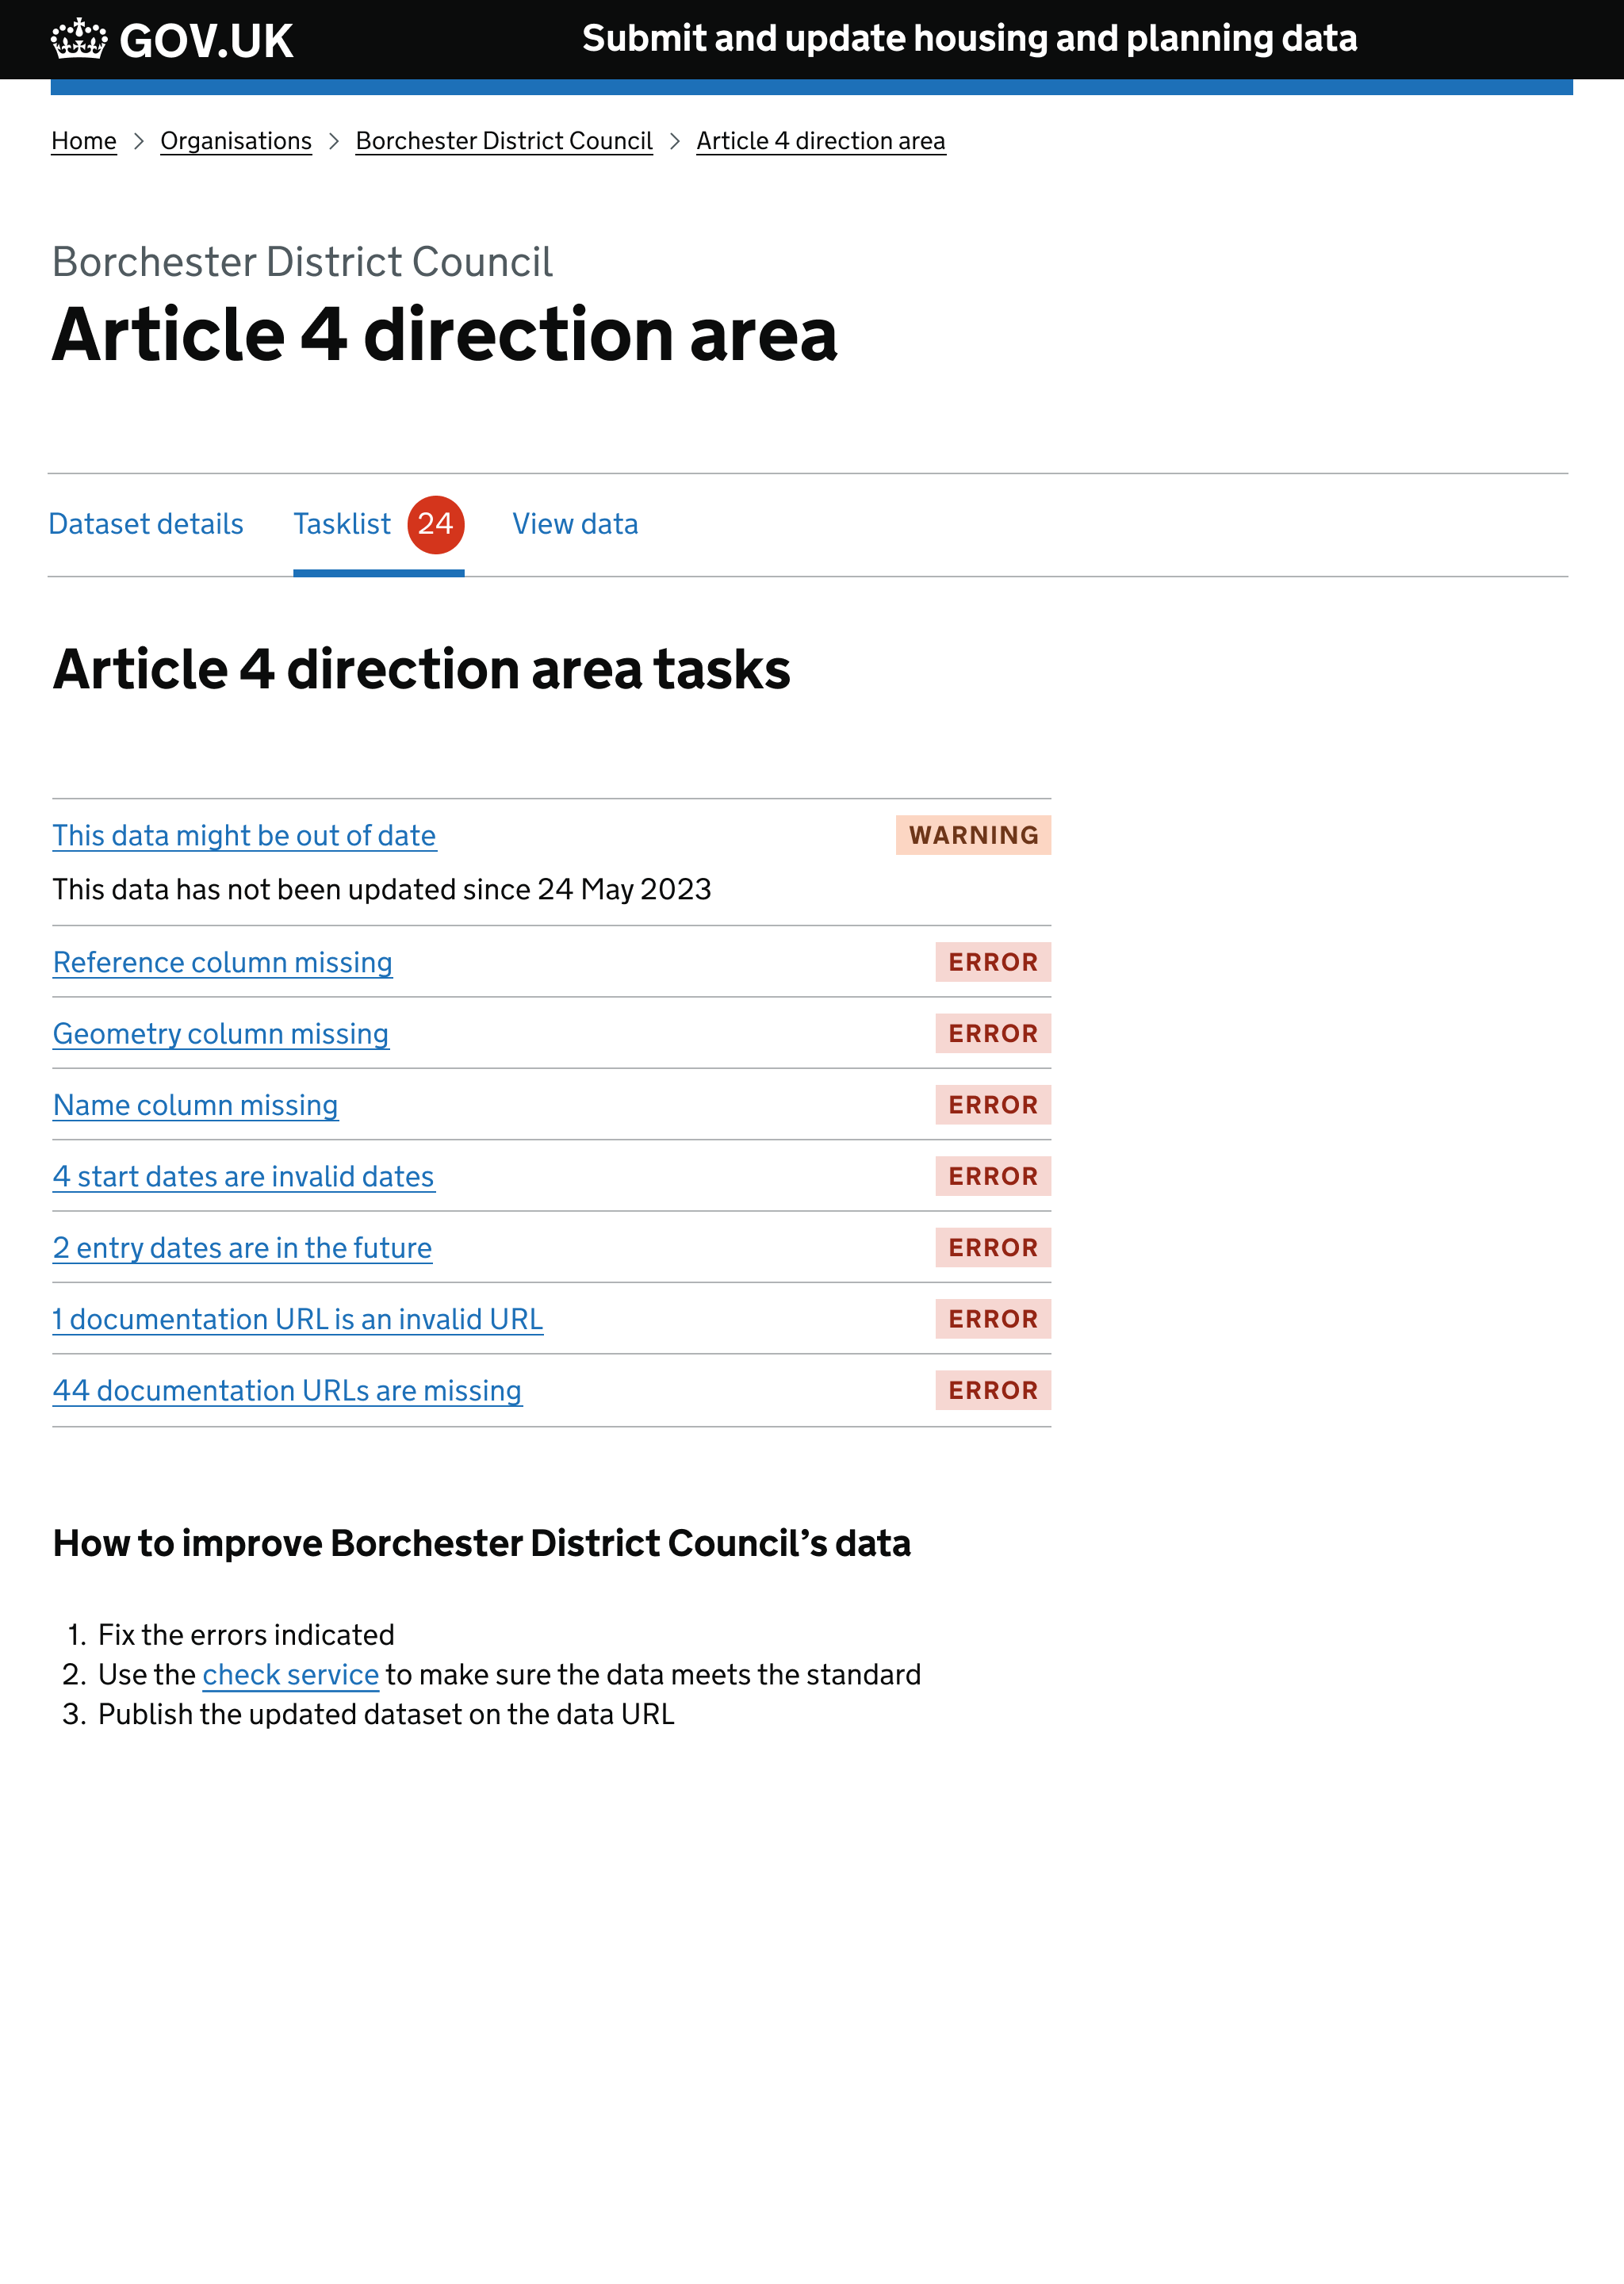 GOV.UK Submit and update housing and planning data
Home > Organisations > Borchester District Council > Article 4 direction area
Borchester District Council
Article 4 direction area
Dataset details Tasklist 24 View data
Article 4 direction area tasks
This data might be out of date WARNING
This data has not been updated since 24 May 2023
Reference column missing ERROR
Geometry column missing ERROR
Name column missing ERROR
4 start dates are invalid dates ERROR
2 entry dates are in the future ERROR
1 documentation URL is an invalid URL ERROR
44 documentation URLs are missing ERROR
How to improve Borchester District Council’s data
1. Fix the errors indicated
2. Use the check service to make sure the data meets the standard
3. Publish the updated dataset on the data URL